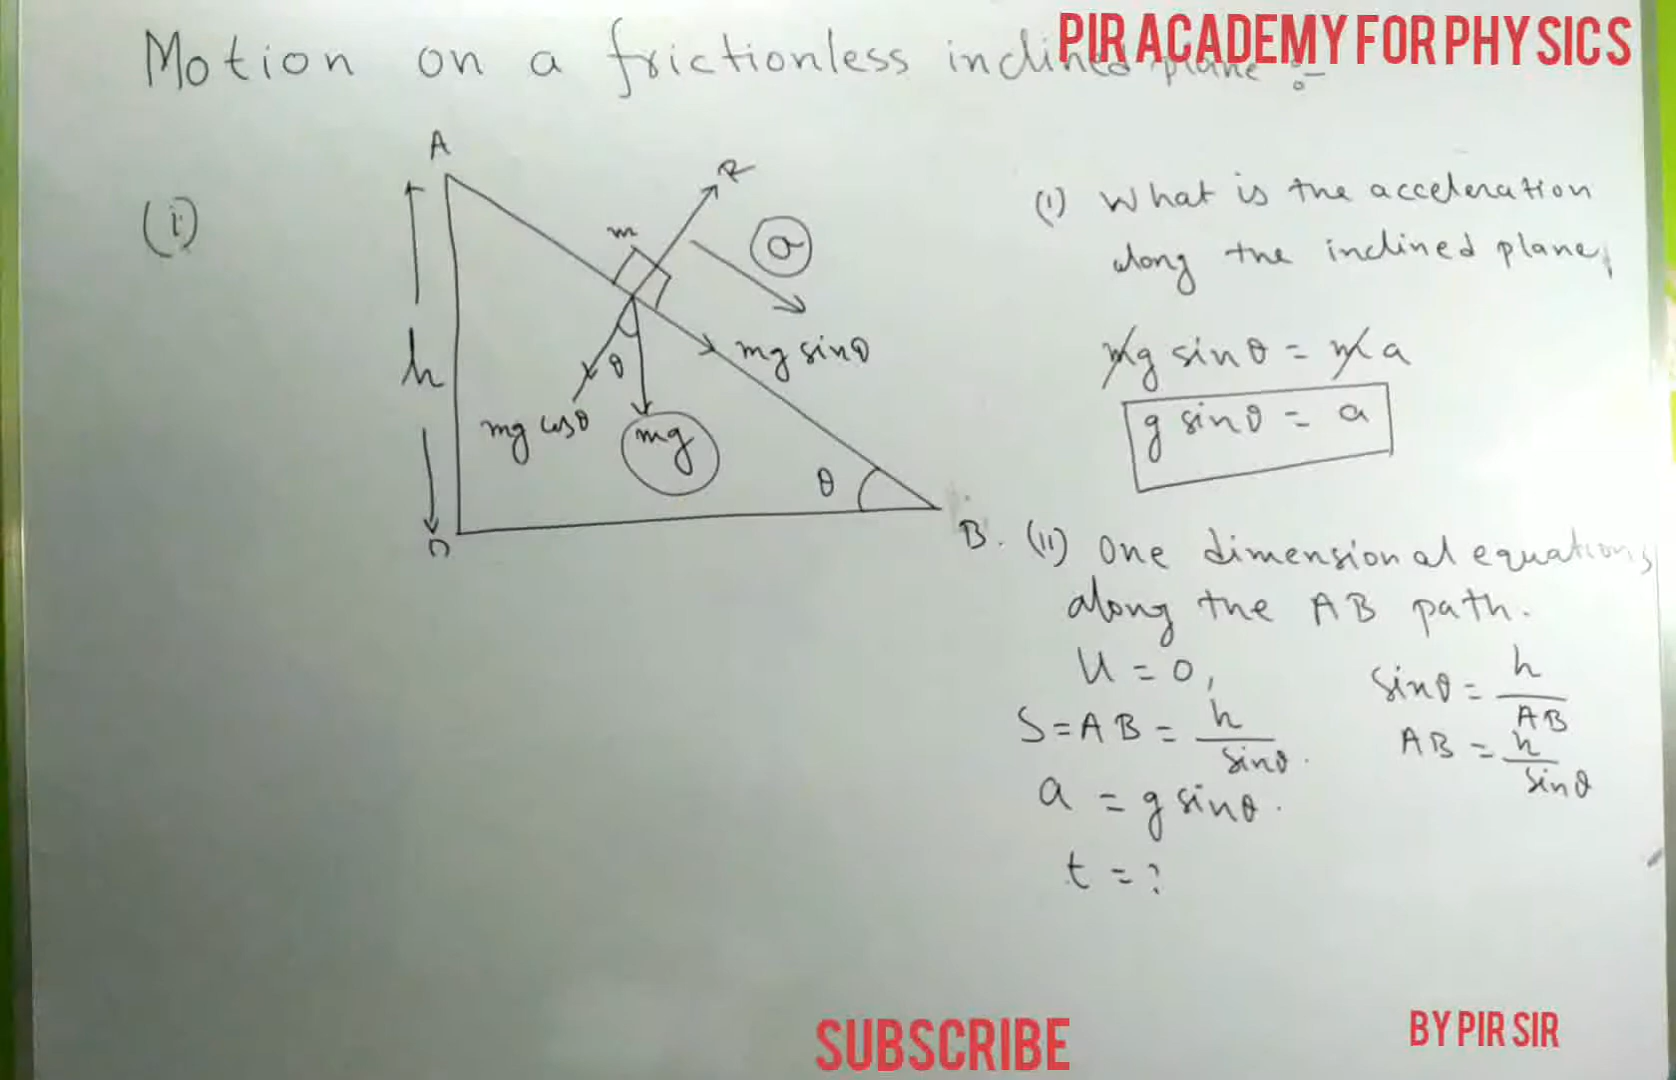 PIR ACADEMY FOR PHYSICS
Motion on a frictionless inclined plane :-
(i)
A
h
O
B.
m
R
a
mg sinθ
θ
mg cosθ
mg
θ
(i) What is the acceleration
along the inclined plane,
mg sinθ = ma
g sinθ = a
(ii) One dimensional equations
along the AB path.
U = 0,
S = AB = h/sinθ.
a = g sinθ.
t = ?
sinθ = h/AB
AB = h/sinθ
SUBSCRIBE
BY PIR SIR